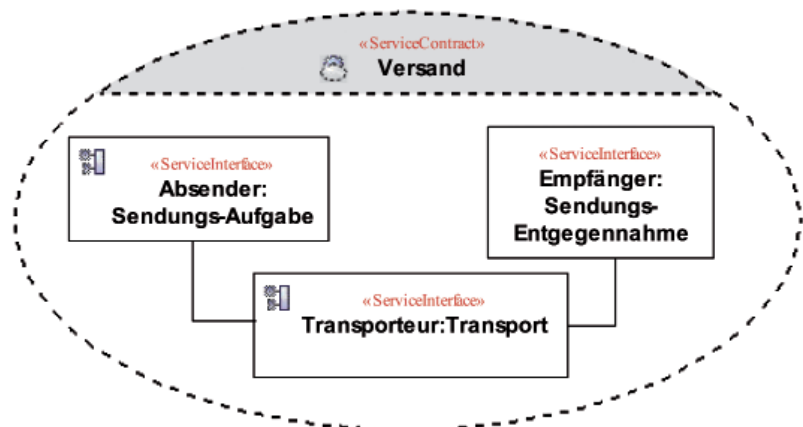 «ServiceContract»
Versand
«ServiceInterface»
Absender:
Sendungs-Aufgabe
«ServiceInterface»
Empfänger:
Sendungs-
Entgegennahme
«ServiceInterface»
Transporteur:Transport